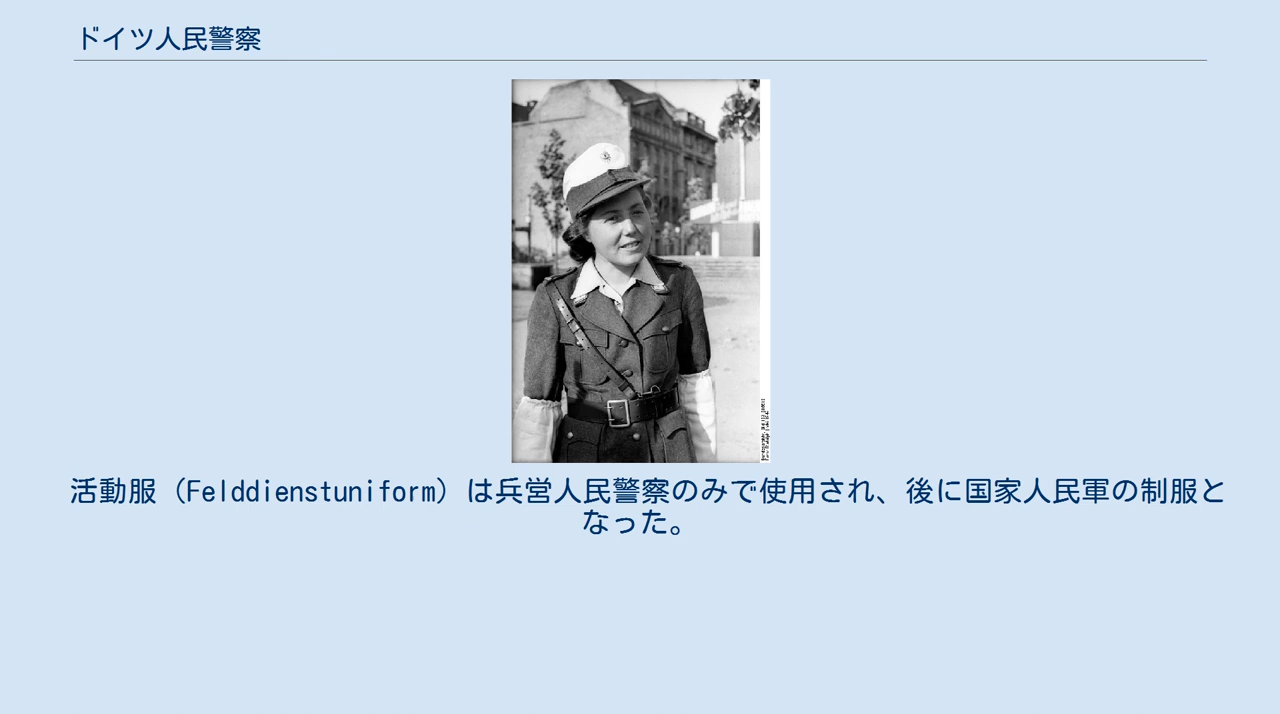 ドイツ人民警察
活動服（Felddienstuniform）は兵営人民警察のみで使用され、後に国家人民軍の制服と
なった。